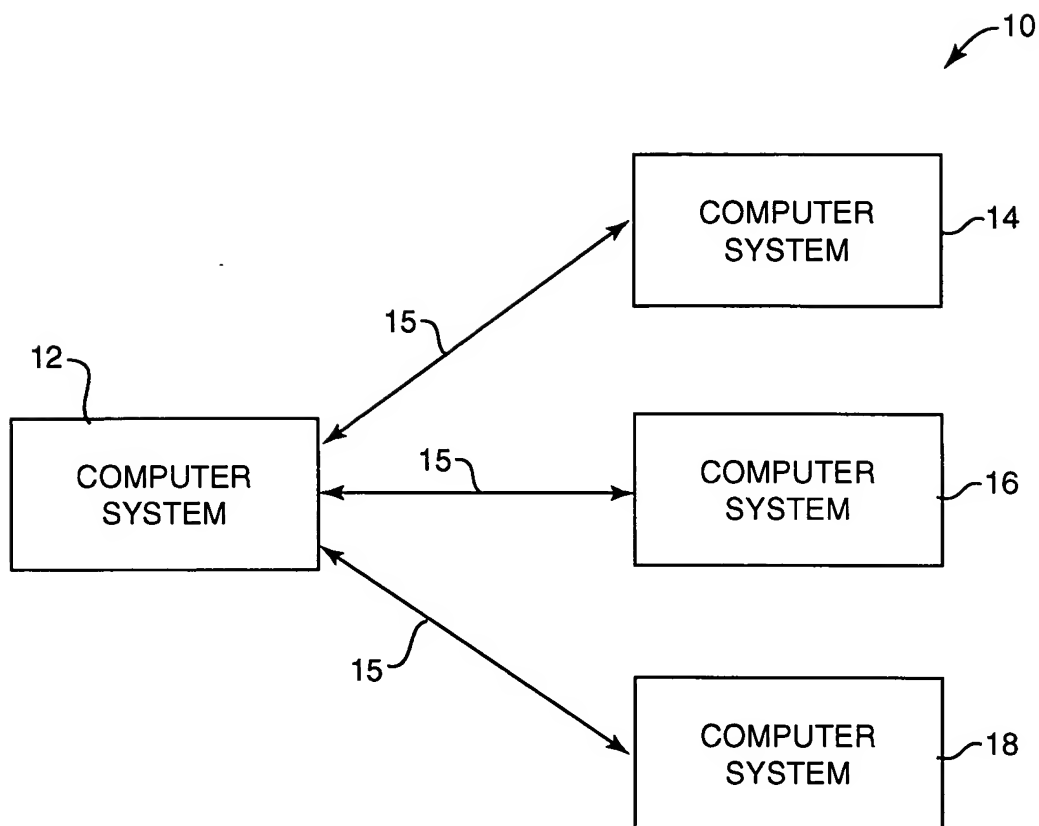 10
COMPUTER
SYSTEM
14
15
12
COMPUTER
SYSTEM
15
COMPUTER
SYSTEM
16
15
COMPUTER
SYSTEM
18